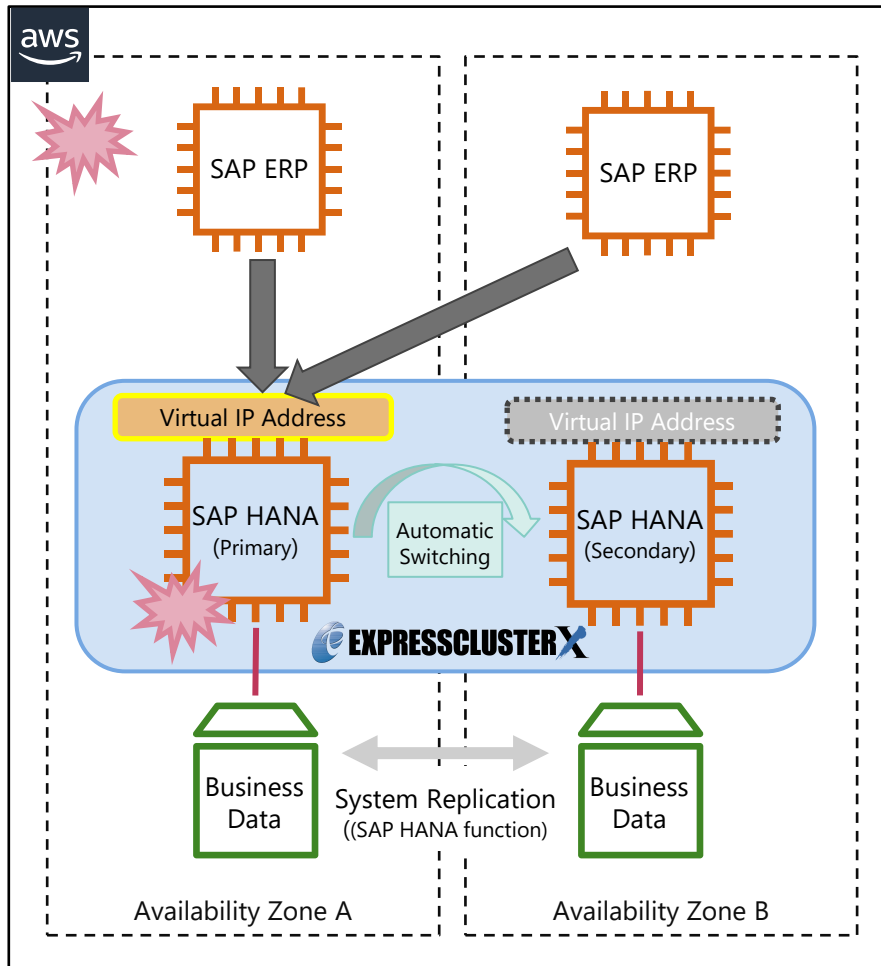 aws
SAP ERP
SAP ERP
Virtual IP Address
Virtual IP Address
SAP HANA
(Primary)
Automatic
Switching
SAP HANA
(Secondary)
EXPRESSCLUSTER X
Business
Data
System Replication
((SAP HANA function)
Business
Data
Availability Zone A
Availability Zone B